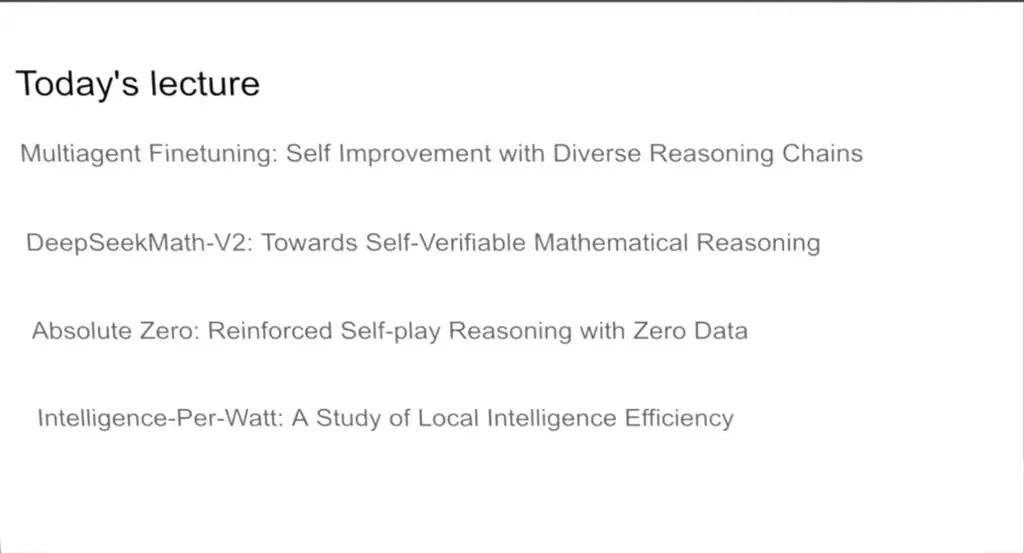 Today's lecture
Multiagent Finetuning: Self Improvement with Diverse Reasoning Chains
DeepSeekMath-V2: Towards Self-Verifiable Mathematical Reasoning
Absolute Zero: Reinforced Self-play Reasoning with Zero Data
Intelligence-Per-Watt: A Study of Local Intelligence Efficiency